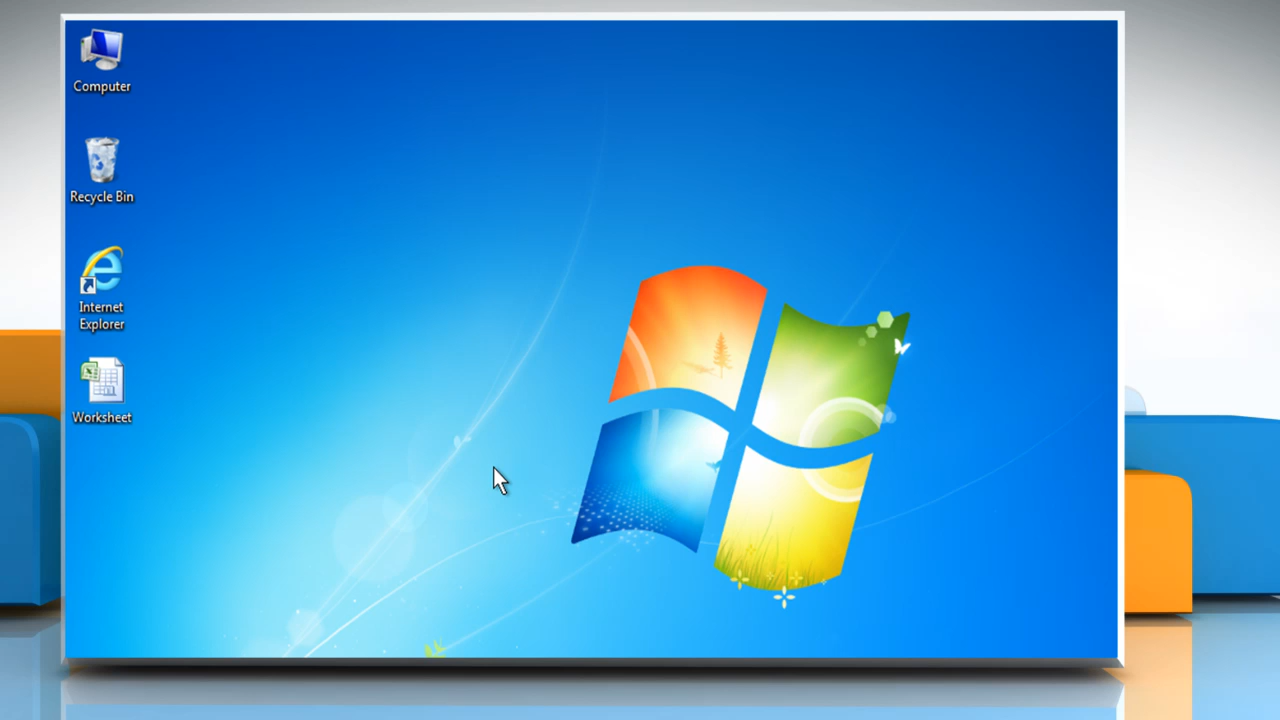 Computer
Recycle Bin
Internet
Explorer
Worksheet